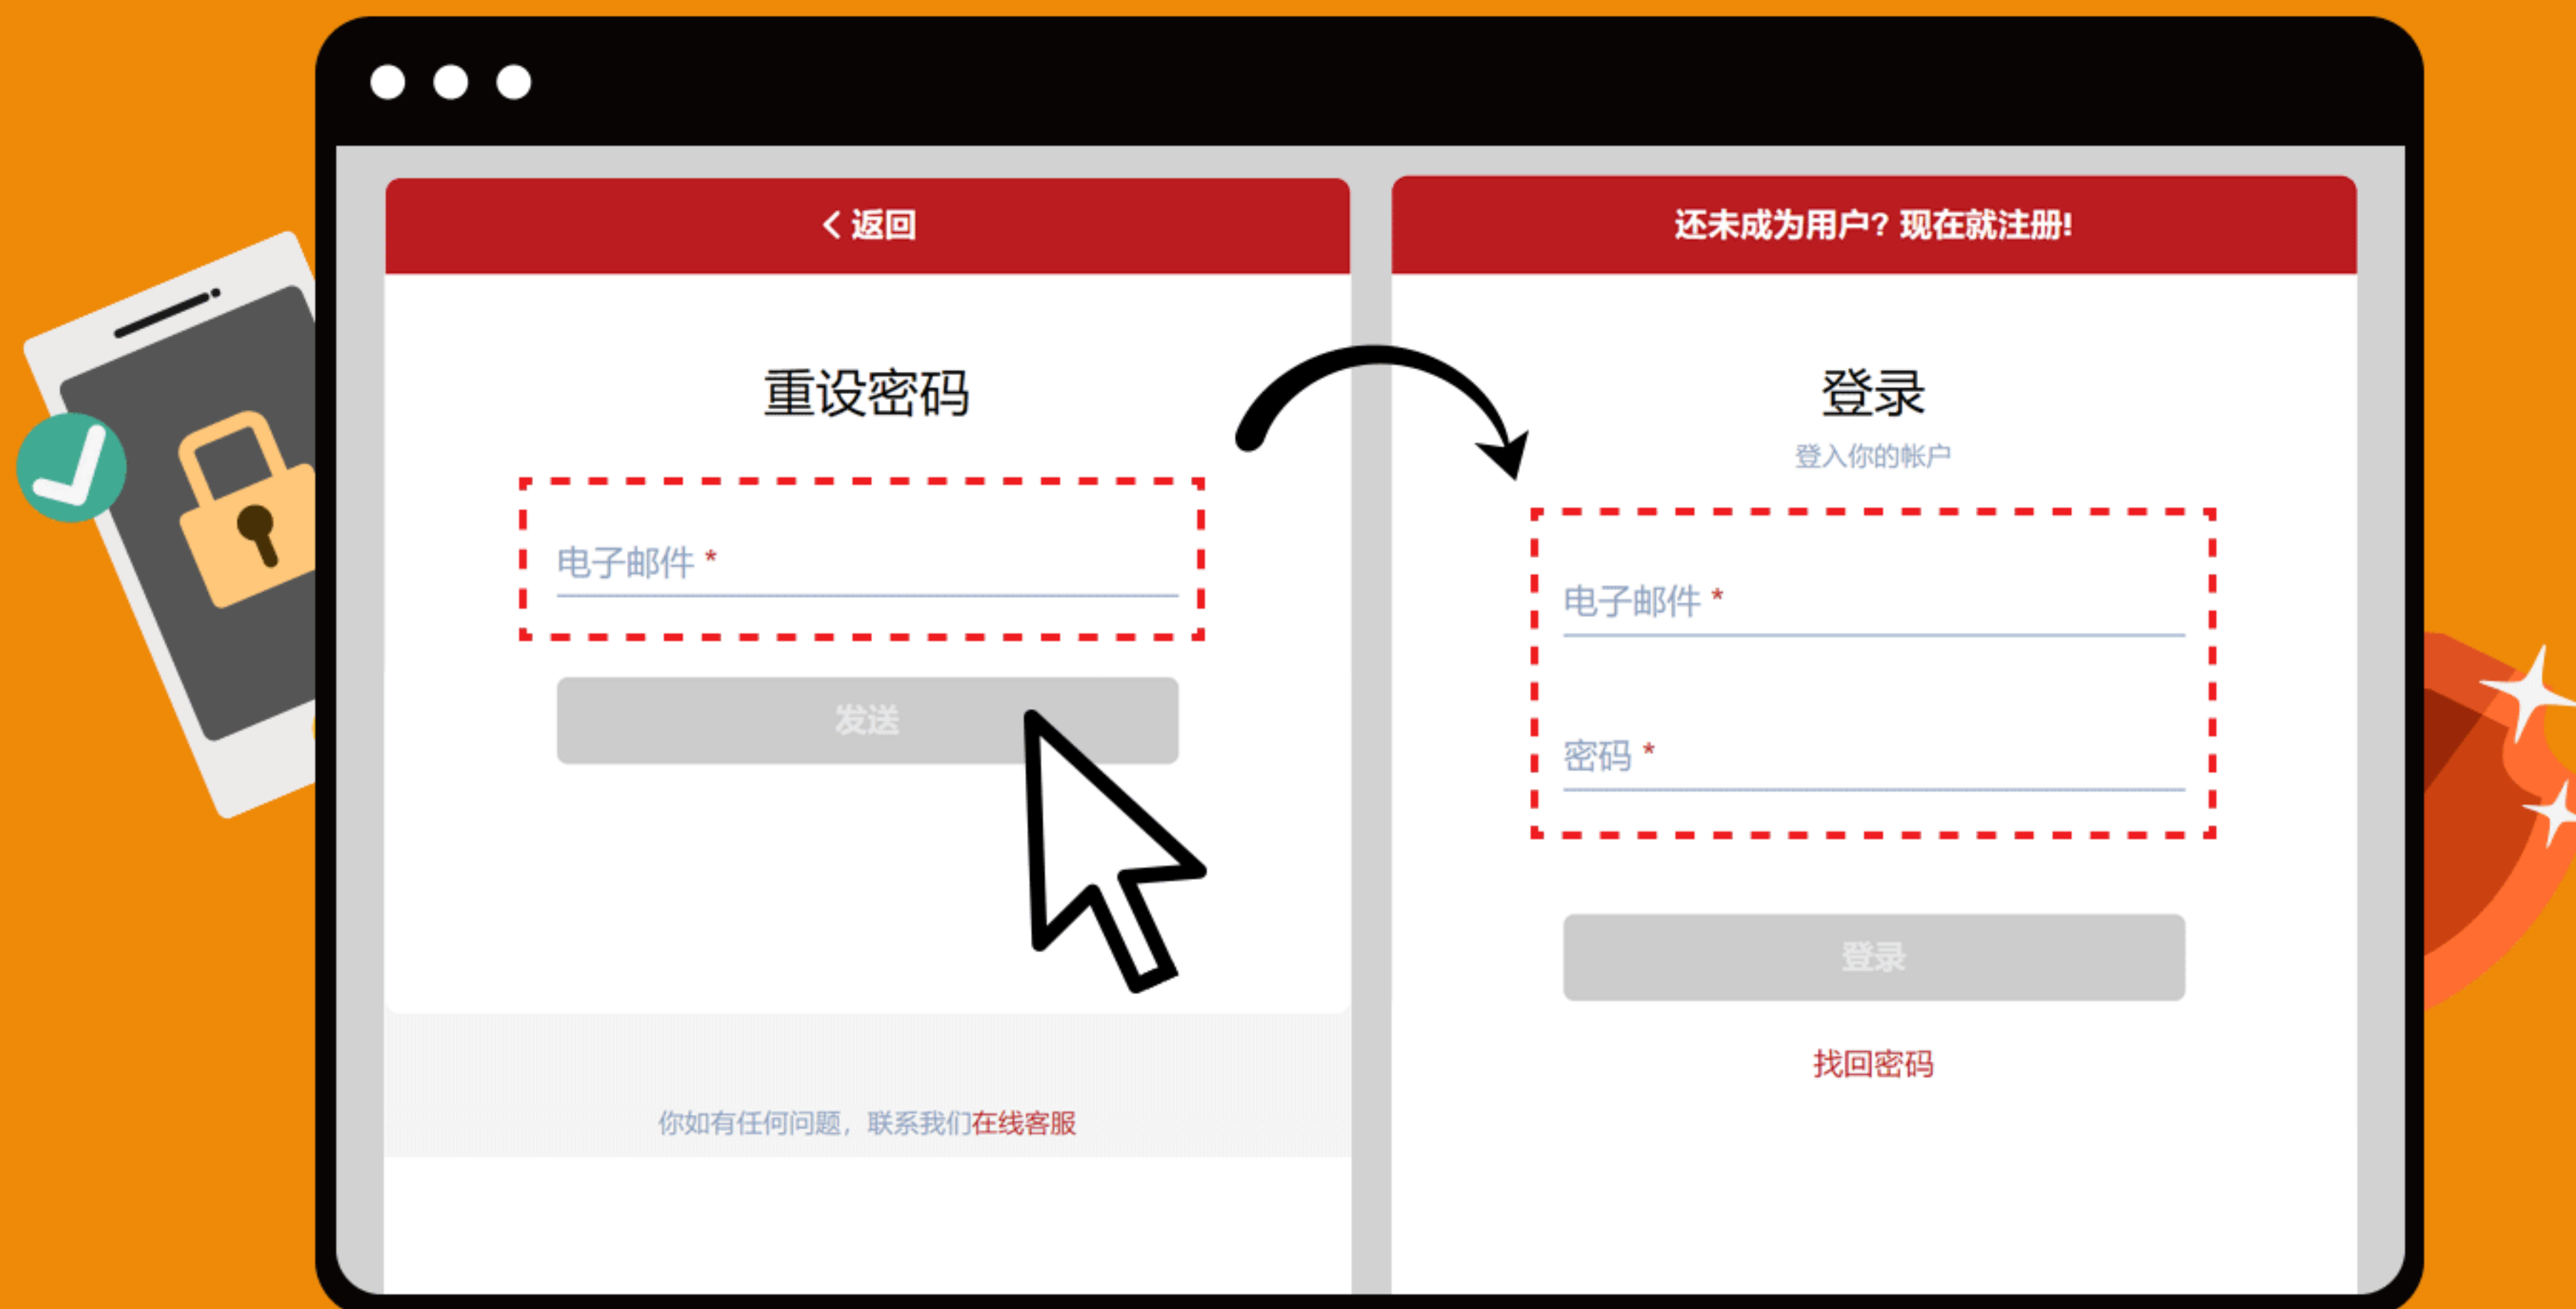 返回
重设密码
电子邮件 *
发送
你如有任何问题，联系我们在线客服
还未成为用户? 现在就注册!
登录
登入你的帐户
电子邮件 *
密码 *
登录
找回密码